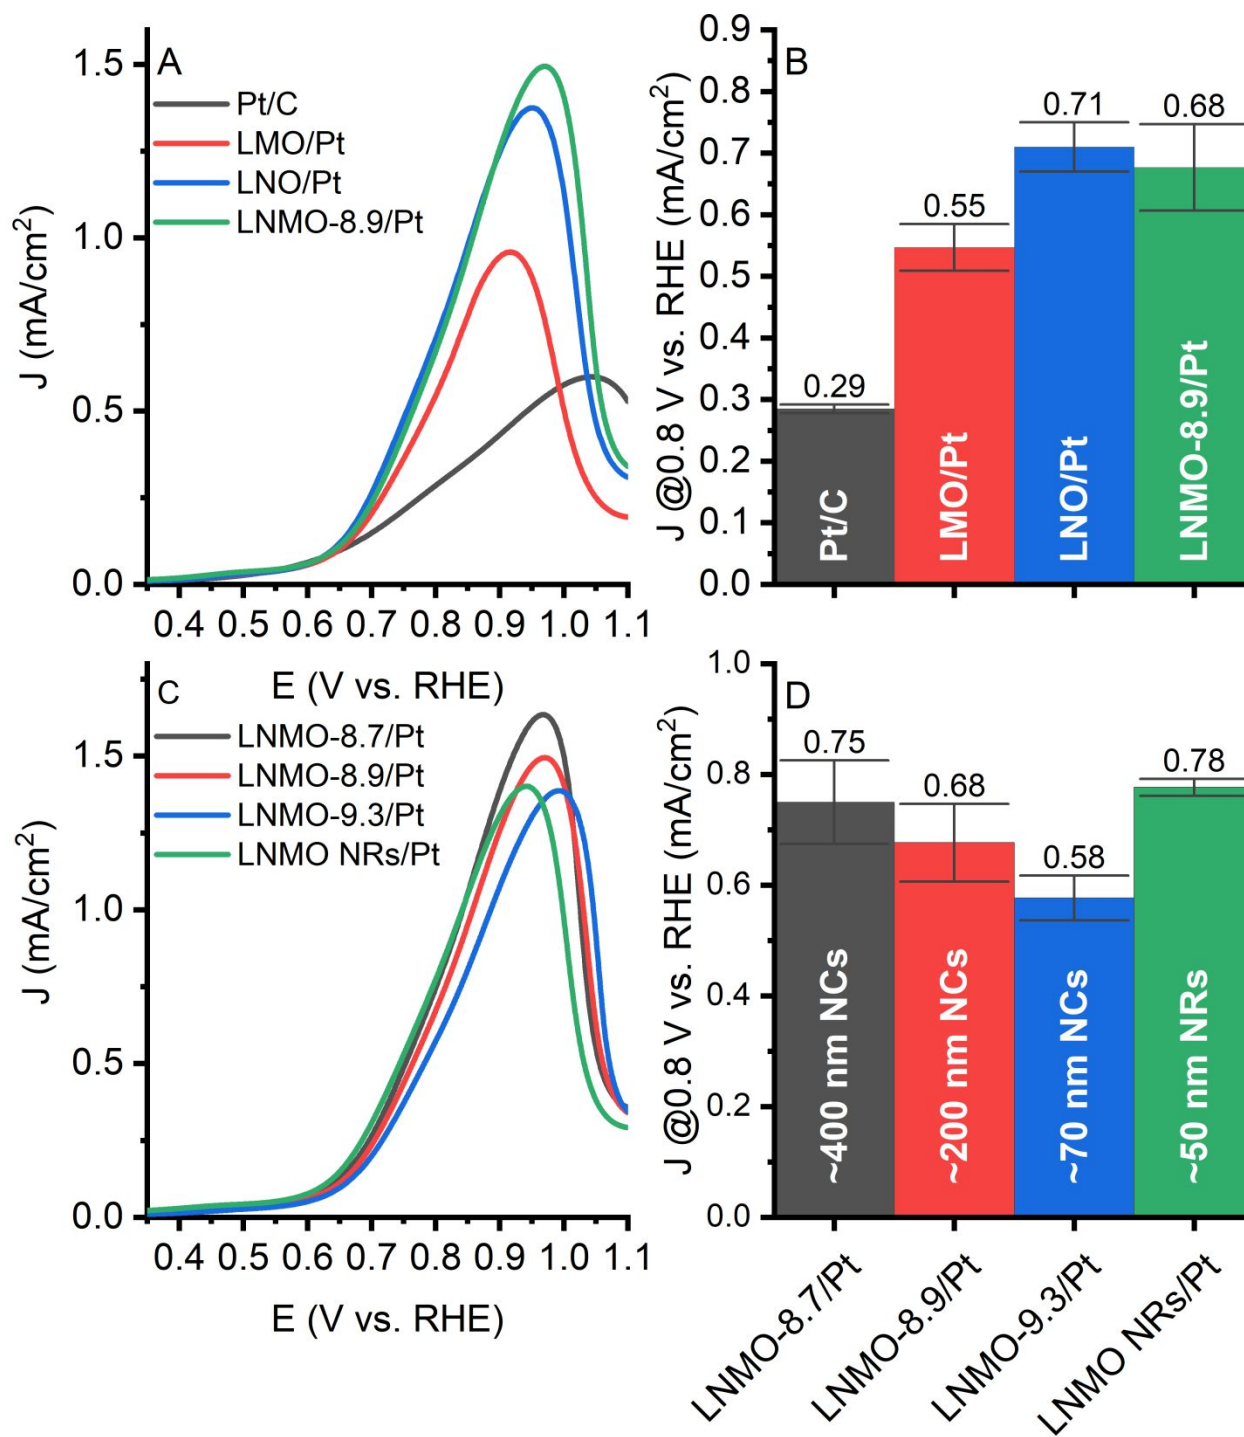 A
Pt/C
LMO/Pt
LNO/Pt
LNMO-8.9/Pt
J (mA/cm²)
1.5
1.0
0.5
0.0
0.4 0.5 0.6 0.7 0.8 0.9 1.0 1.1
E (V vs. RHE)
B
J @0.8 V vs. RHE (mA/cm²)
0.9
0.8
0.7
0.6
0.5
0.4
0.3
0.2
0.1
0.0
0.29
0.55
0.71
0.68
Pt/C
LMO/Pt
LNO/Pt
LNMO-8.9/Pt
C
LNMO-8.7/Pt
LNMO-8.9/Pt
LNMO-9.3/Pt
LNMO NRs/Pt
J (mA/cm²)
1.5
1.0
0.5
0.0
0.4 0.5 0.6 0.7 0.8 0.9 1.0 1.1
E (V vs. RHE)
D
J @0.8 V vs. RHE (mA/cm²)
1.0
0.8
0.6
0.4
0.2
0.0
0.75
0.68
0.58
0.78
~400 nm NCs
~200 nm NCs
~70 nm NCs
~50 nm NRs
LNMO-8.7/Pt
LNMO-8.9/Pt
LNMO-9.3/Pt
LNMO NRs/Pt